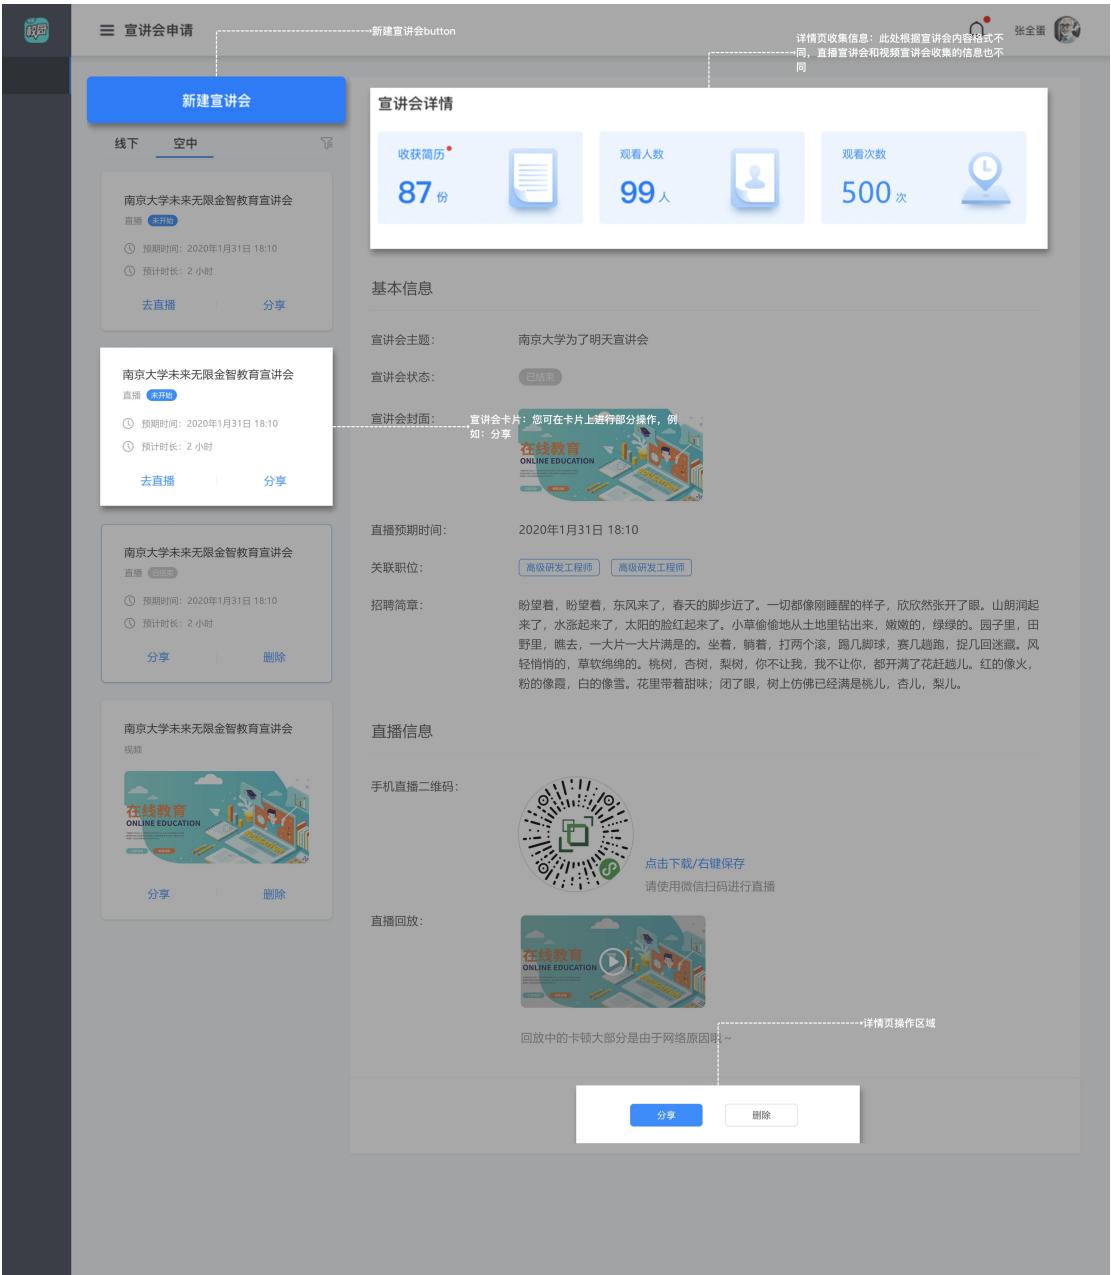 校园
宣讲会申请
新建宣讲会button
张全蛋
详情页收集信息：此处根据宣讲会内容格式不
同，直播宣讲会和视频宣讲会收集的信息也不
同
新建宣讲会
线下
空中
南京大学未来无限金智教育宣讲会
直播 未开始
预期时间：2020年1月31日 18:10
预计时长：2 小时
去直播
分享
南京大学未来无限金智教育宣讲会
直播 未开始
预期时间：2020年1月31日 18:10
预计时长：2 小时
去直播
分享
宣讲会卡片：您可在卡片上进行部分操作，例
如：分享
南京大学未来无限金智教育宣讲会
直播 已结束
预期时间：2020年1月31日 18:10
预计时长：2 小时
分享
删除
南京大学未来无限金智教育宣讲会
视频
在线教育
ONLINE EDUCATION
分享
删除
宣讲会详情
收获简历
87 份
观看人数
99 人
观看次数
500 次
基本信息
宣讲会主题：
南京大学为了明天宣讲会
宣讲会状态：
已结束
宣讲会封面：
在线教育
ONLINE EDUCATION
直播预期时间：
2020年1月31日 18:10
关联职位：
高级研发工程师
高级研发工程师
招聘简章：
盼望着，盼望着，东风来了，春天的脚步近了。一切都像刚睡醒的样子，欣欣然张开了眼。山朗润起
来了，水涨起来了，太阳的脸红起来了。小草偷偷地从土地里钻出来，嫩嫩的，绿绿的。园子里，田
野里，瞧去，一大片一大片满是的。坐着，躺着，打两个滚，踢几脚球，赛几趟跑，捉几回迷藏。风
轻悄悄的，草软绵绵的。桃树，杏树，梨树，你不让我，我不让你，都开满了花赶趟儿。红的像火，
粉的像霞，白的像雪。花里带着甜味；闭了眼，树上仿佛已经满是桃儿，杏儿，梨儿。
直播信息
手机直播二维码：
点击下载/右键保存
请使用微信扫码进行直播
直播回放：
在线教育
ONLINE EDUCATION
详情页操作区域
回放中的卡顿大部分是由于网络原因哦～
分享
删除